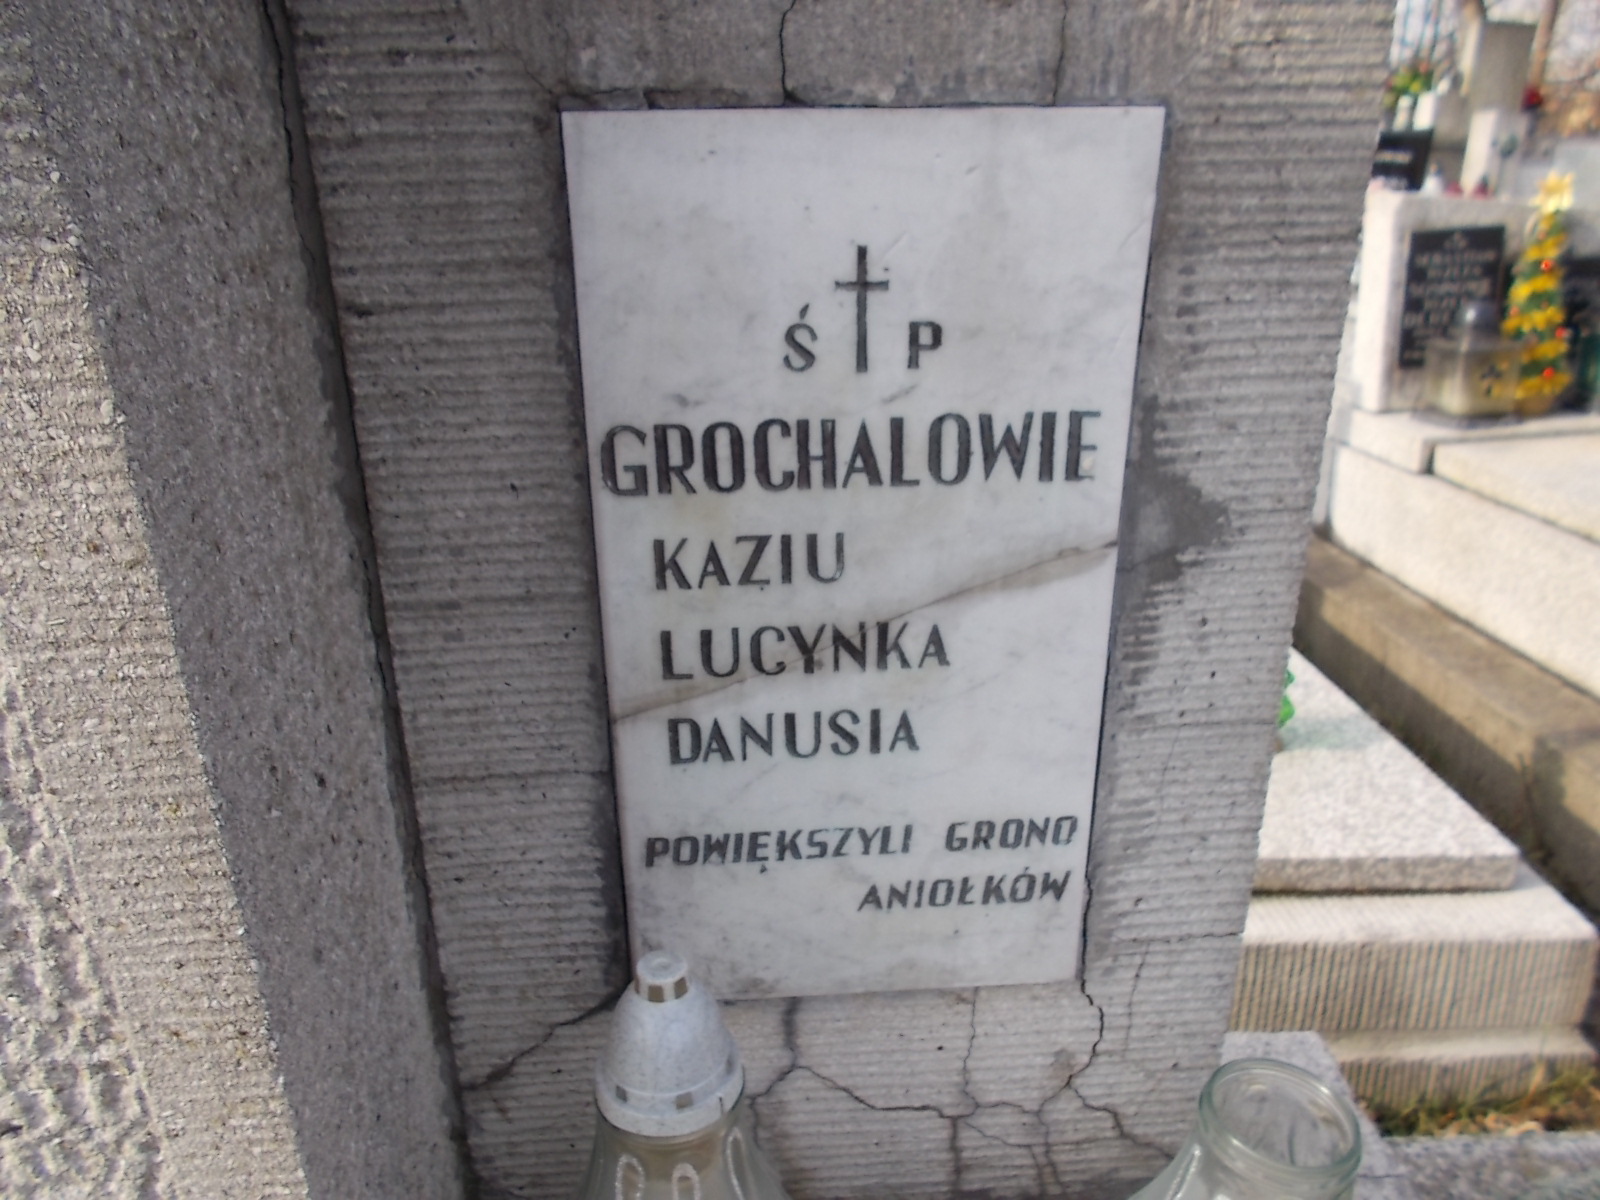 Ś P
GROCHALOWIE
KAZIU
LUCYNKA
DANUSIA
POWIĘKSZYLI GRONO
ANIOŁKÓW